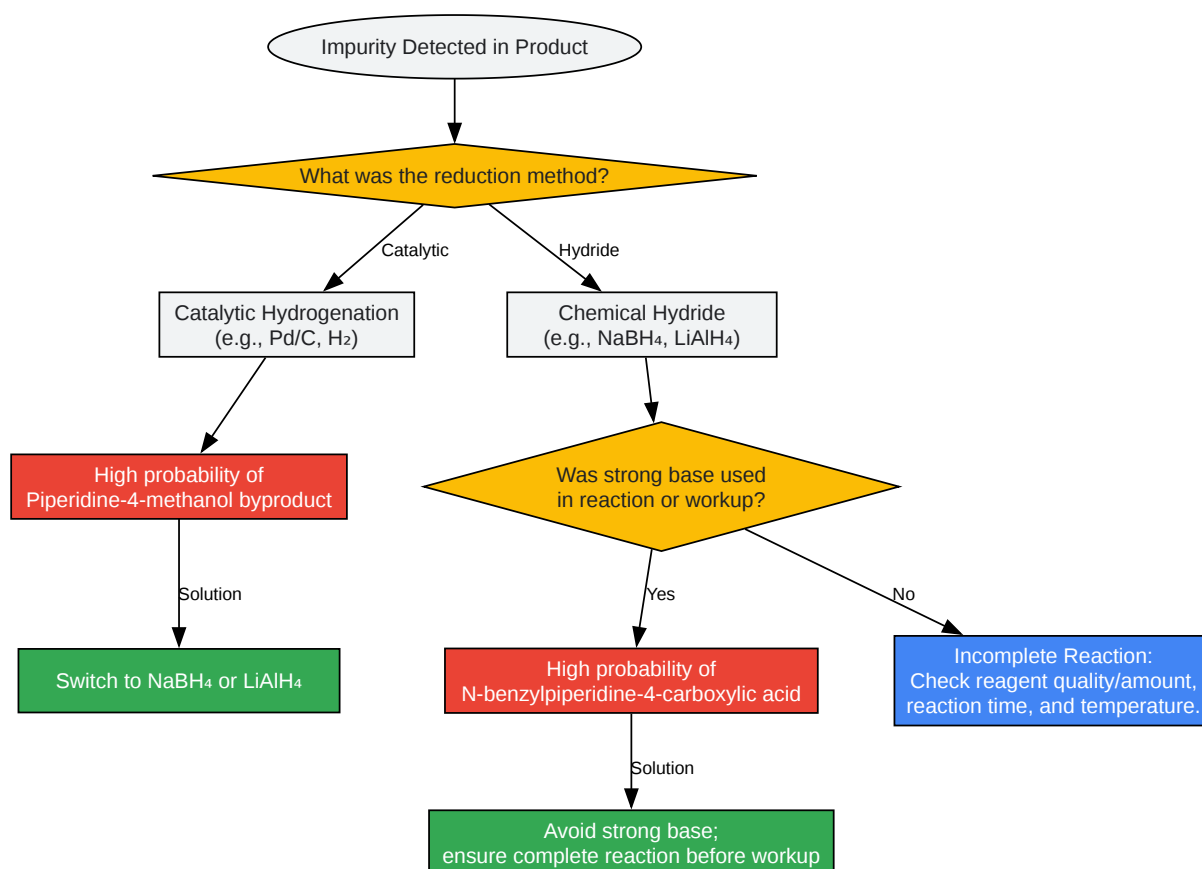 Impurity Detected in Product
What was the reduction method?
Catalytic
Hydride
Catalytic Hydrogenation
(e.g., Pd/C, H₂)
Chemical Hydride
(e.g., NaBH₄, LiAlH₄)
High probability of
Piperidine-4-methanol byproduct
Was strong base used
in reaction or workup?
Solution
Yes
No
Switch to NaBH₄ or LiAlH₄
High probability of
N-benzylpiperidine-4-carboxylic acid
Incomplete Reaction:
Check reagent quality/amount,
reaction time, and temperature.
Solution
Avoid strong base;
ensure complete reaction before workup